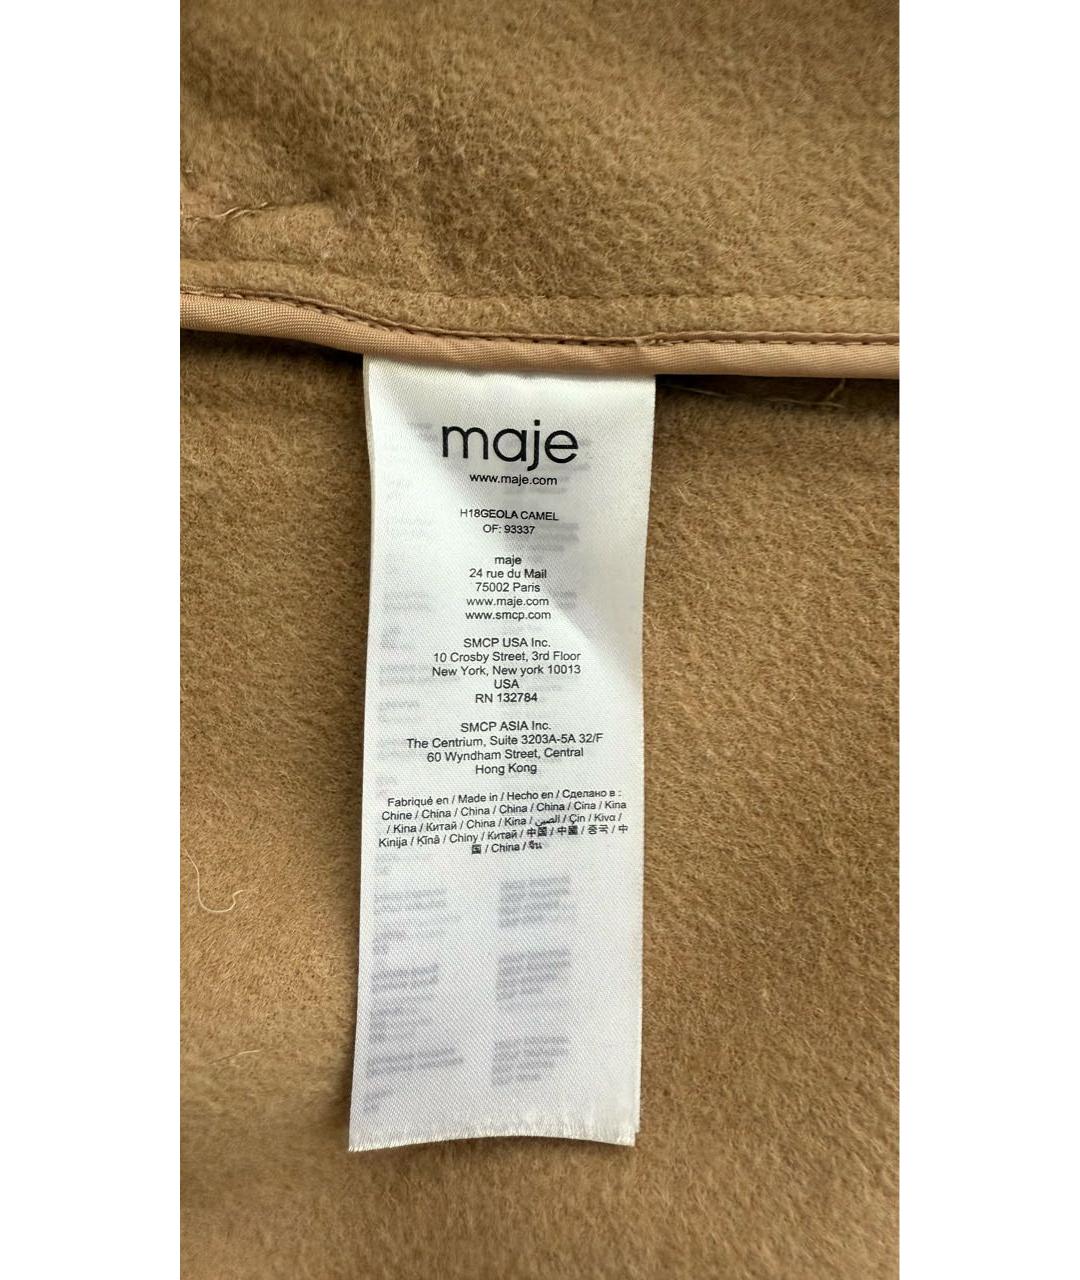 maje
www.maje.com
H18GEOLA CAMEL
OF: 93337
maje
24 rue du Mail
75002 Paris
www.maje.com
www.smcp.com
SMCP USA Inc.
10 Crosby Street, 3rd Floor
New York, New york 10013
USA
RN 132784
SMCP ASIA Inc.
The Centrium, Suite 3203A-5A 32/F
60 Wyndham Street, Central
Hong Kong
Fabriqué en / Made in / Hecho en / Сделано в :
Chine / China / China / China / China / Cina / Kina
/ Kina / Китай / China / Kina / الصين / Çin / Kινα /
Kinija / Ķīnā / Chiny / Китай / 中國 / 中國 / 중국 / 中
国 / China / จีน